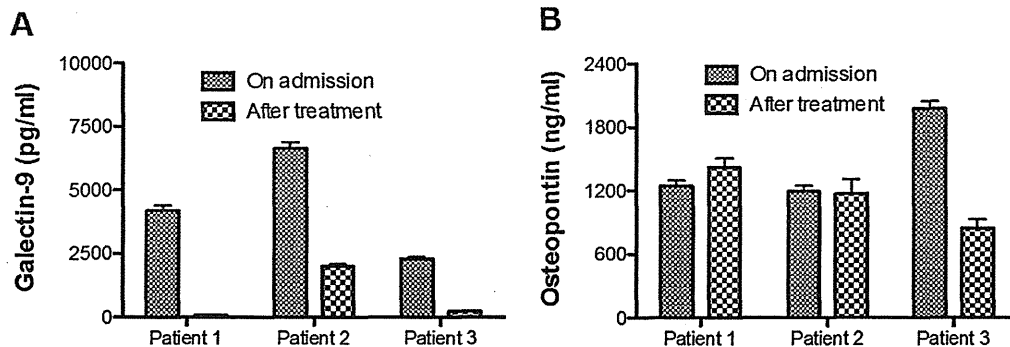 A
Galectin-9 (pg/ml)
10000
7500
5000
2500
0
On admission
After treatment
Patient 1
Patient 2
Patient 3
B
Osteopontin (ng/ml)
2400
1800
1200
600
0
On admission
After treatment
Patient 1
Patient 2
Patient 3